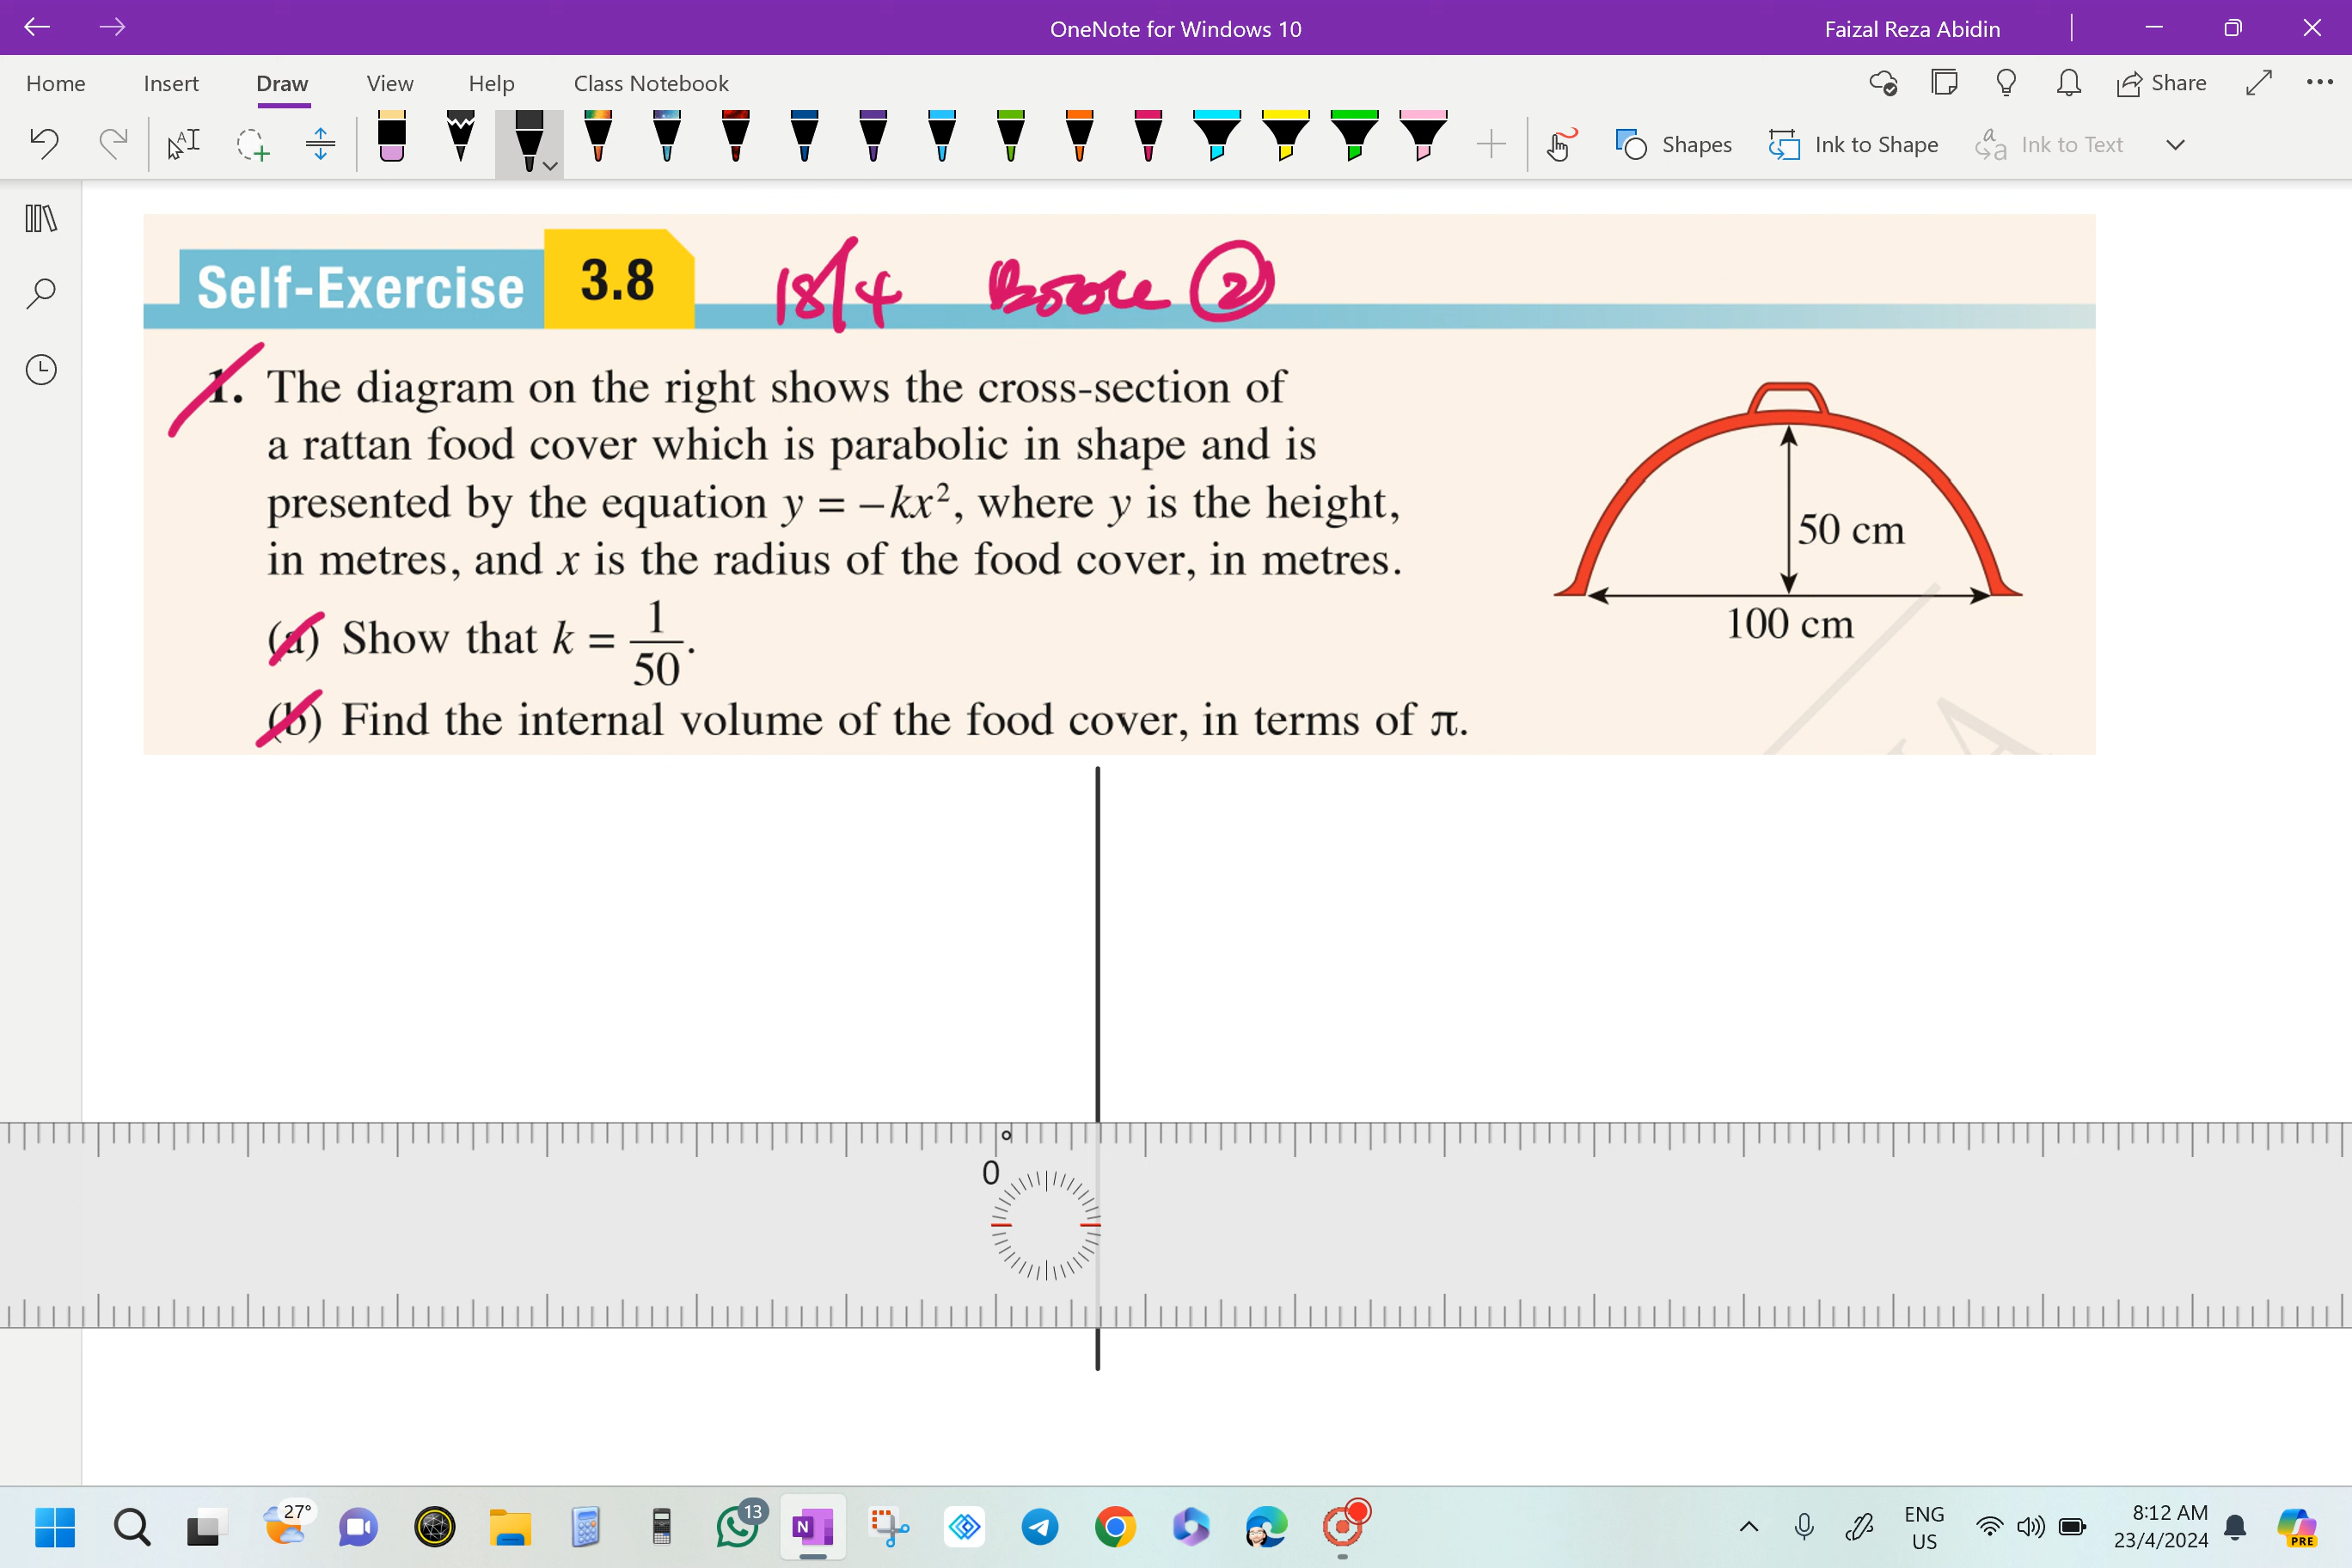 OneNote for Windows 10
Faizal Reza Abidin
Home Insert Draw View Help Class Notebook
Share
Shapes Ink to Shape Ink to Text
Self-Exercise 3.8 18/4
2
1. The diagram on the right shows the cross-section of
a rattan food cover which is parabolic in shape and is
presented by the equation y = –kx², where y is the height,
in metres, and x is the radius of the food cover, in metres.
50 cm
100 cm
(a) Show that k = 1/50.
(b) Find the internal volume of the food cover, in terms of π.
0°
27°
13
ENG
US
8:12 AM
23/4/2024
PRE